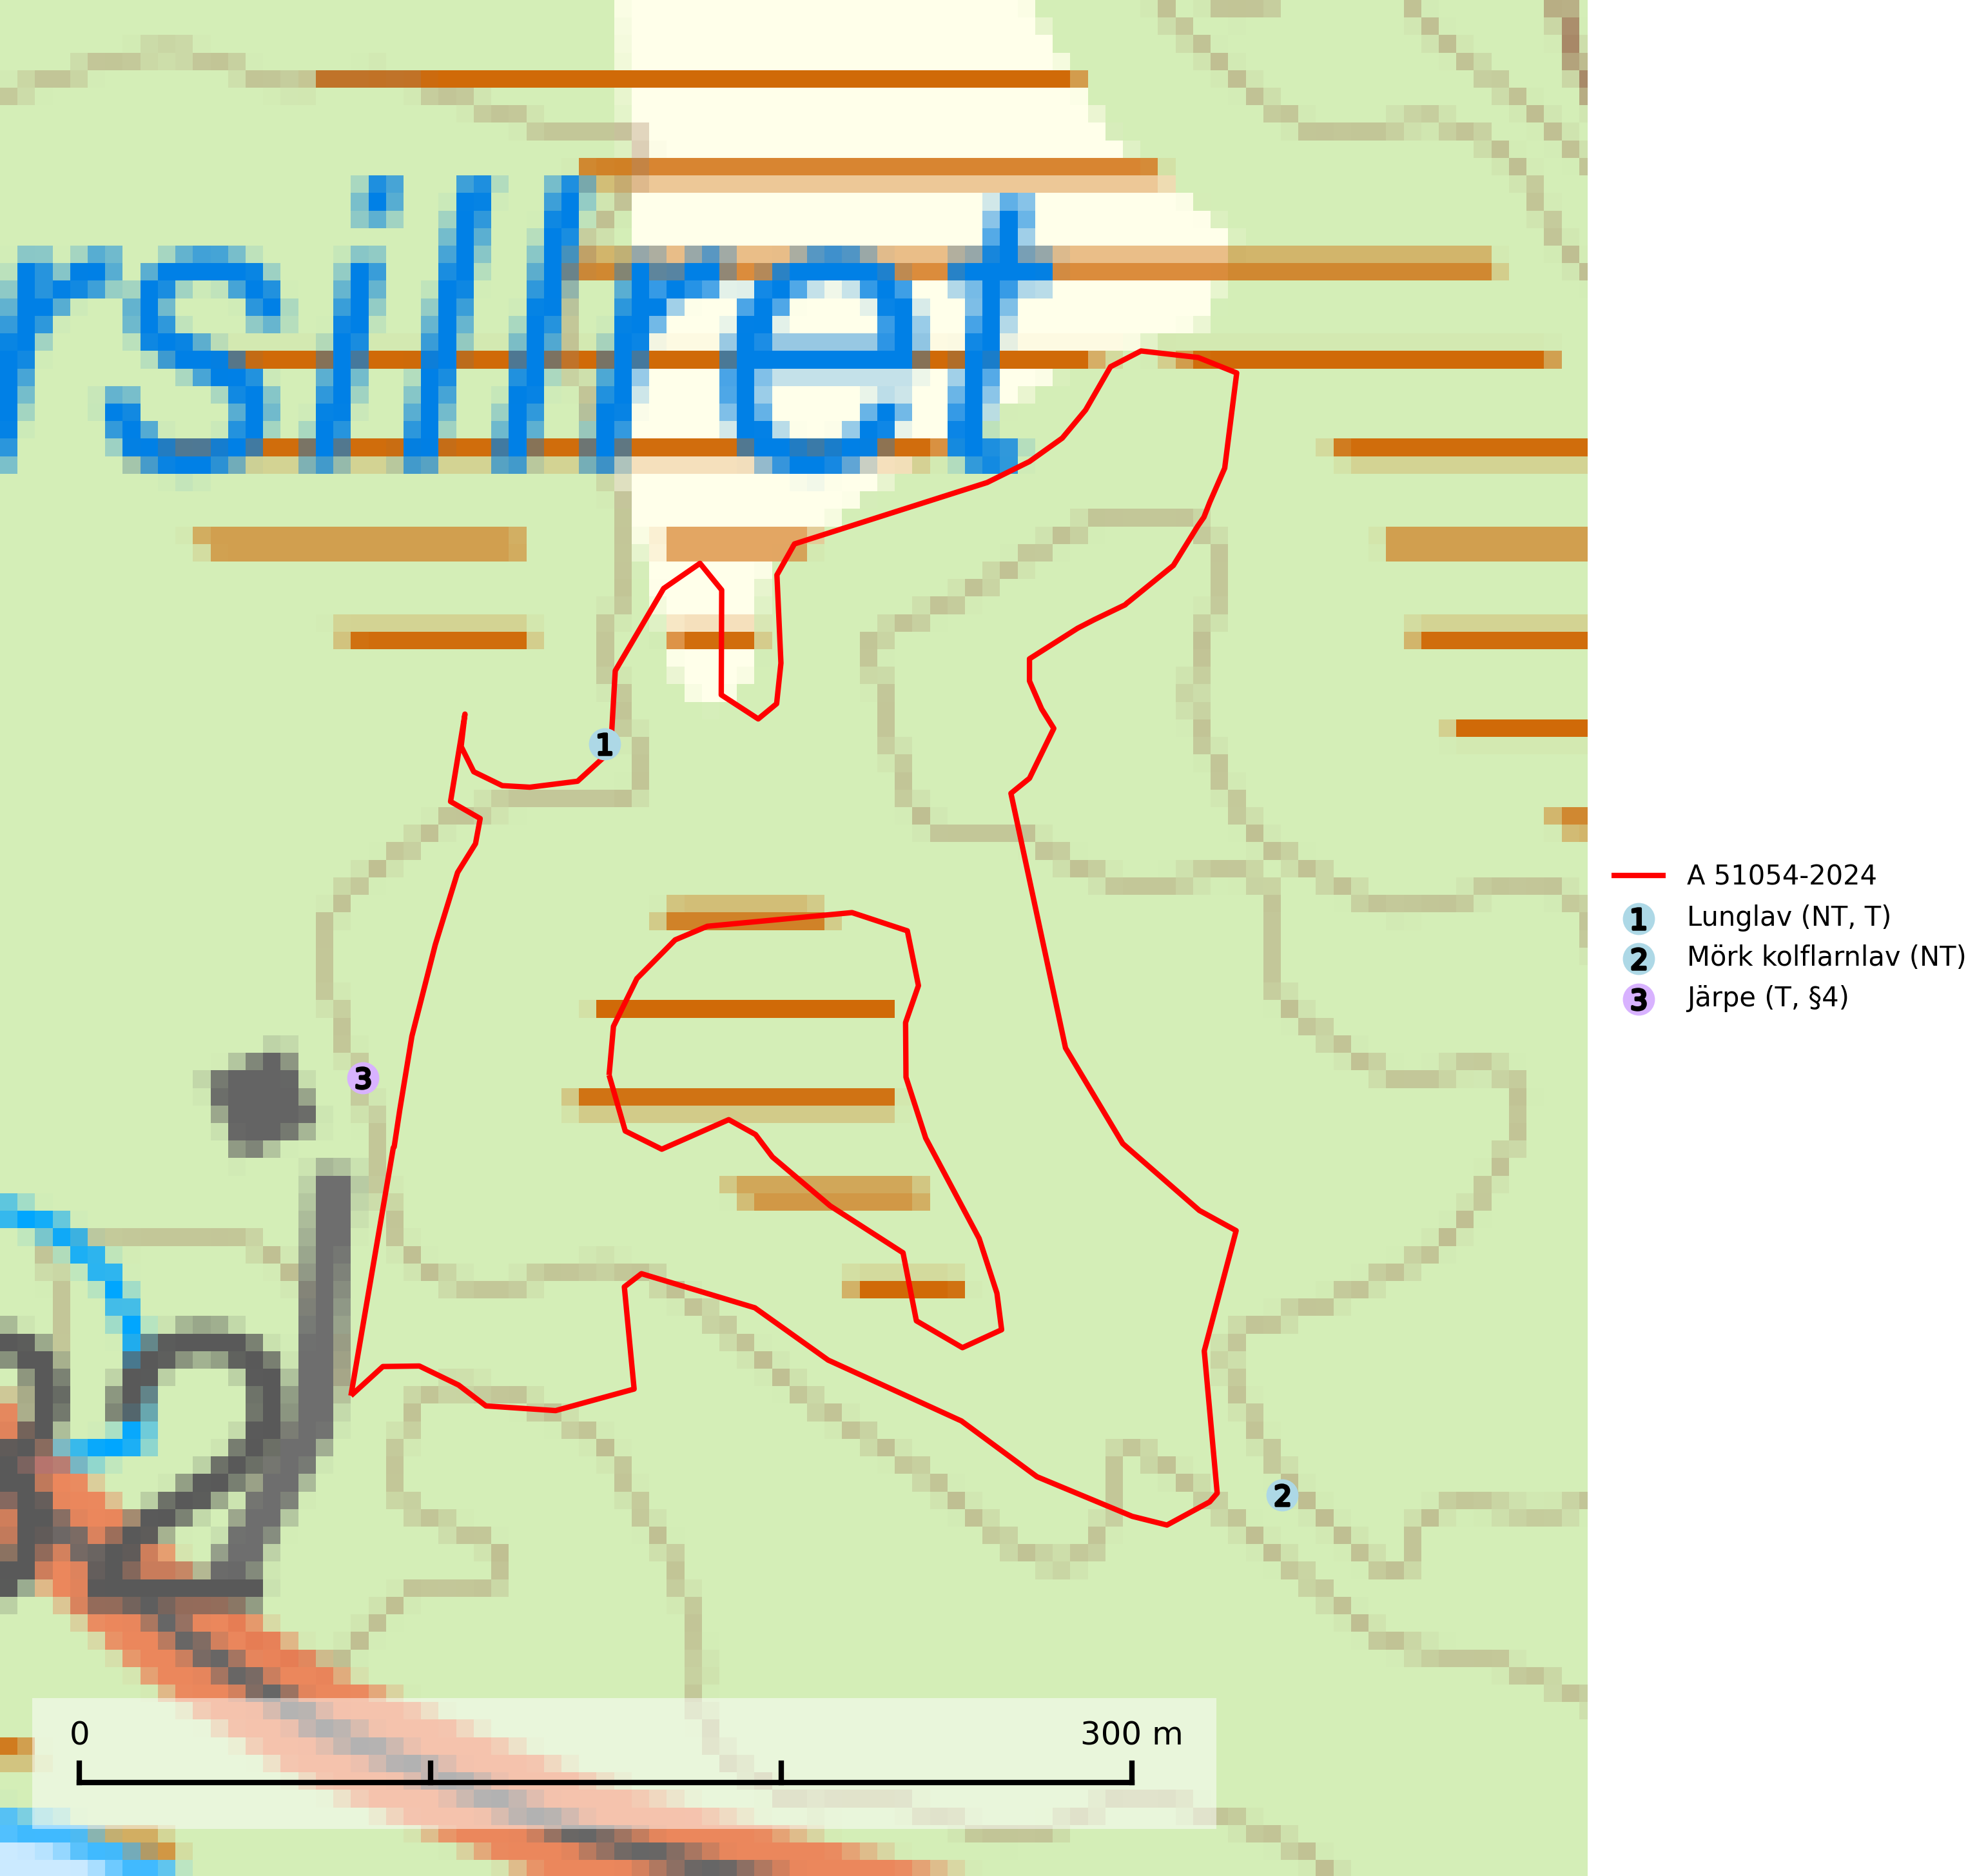 rsillret
1
3
2
A 51054-2024
1 Lunglav (NT, T)
2 Mörk kolflarnlav (NT)
3 Järpe (T, §4)
0 300 m